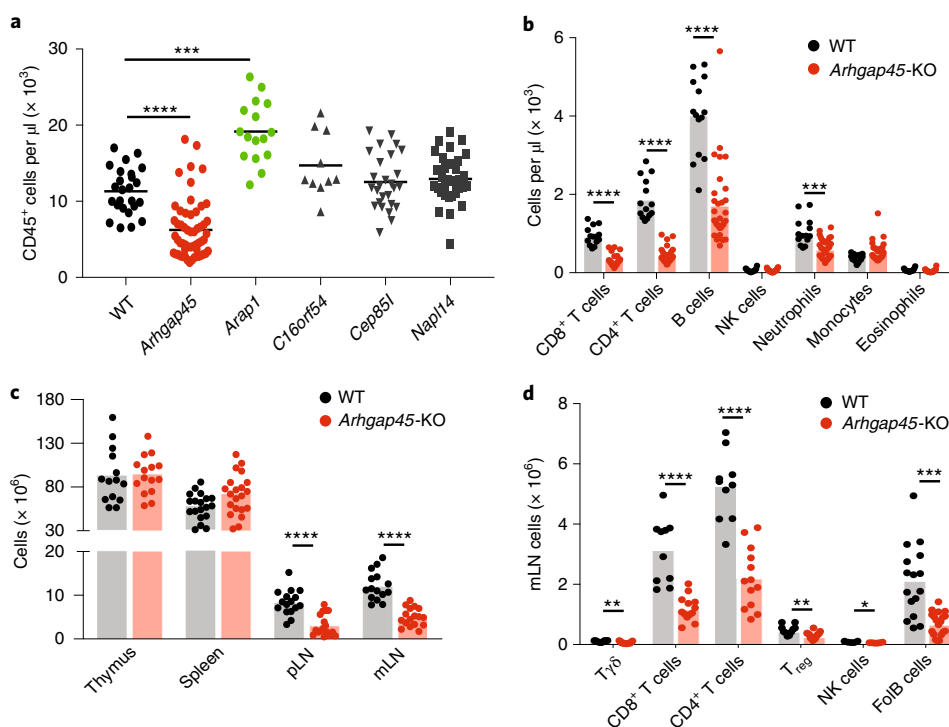 a
CD45+ cells per µl (× 10³)
30
20
10
0
***
****
WT
Arhgap45
Arap1
C16orf54
Cep85l
Napl14
b
Cells per µl (× 10³)
6
4
2
0
****
****
****
***
WT
Arhgap45-KO
CD8+ T cells
CD4+ T cells
B cells
NK cells
Neutrophils
Monocytes
Eosinophils
c
Cells (× 10⁶)
180
130
80
30
20
10
0
WT
Arhgap45-KO
****
****
Thymus
Spleen
pLN
mLN
d
mLN cells (× 10⁶)
8
6
4
2
0
WT
Arhgap45-KO
**
****
****
**
*
***
Tγδ
CD8+ T cells
CD4+ T cells
Treg
NK cells
FolB cells